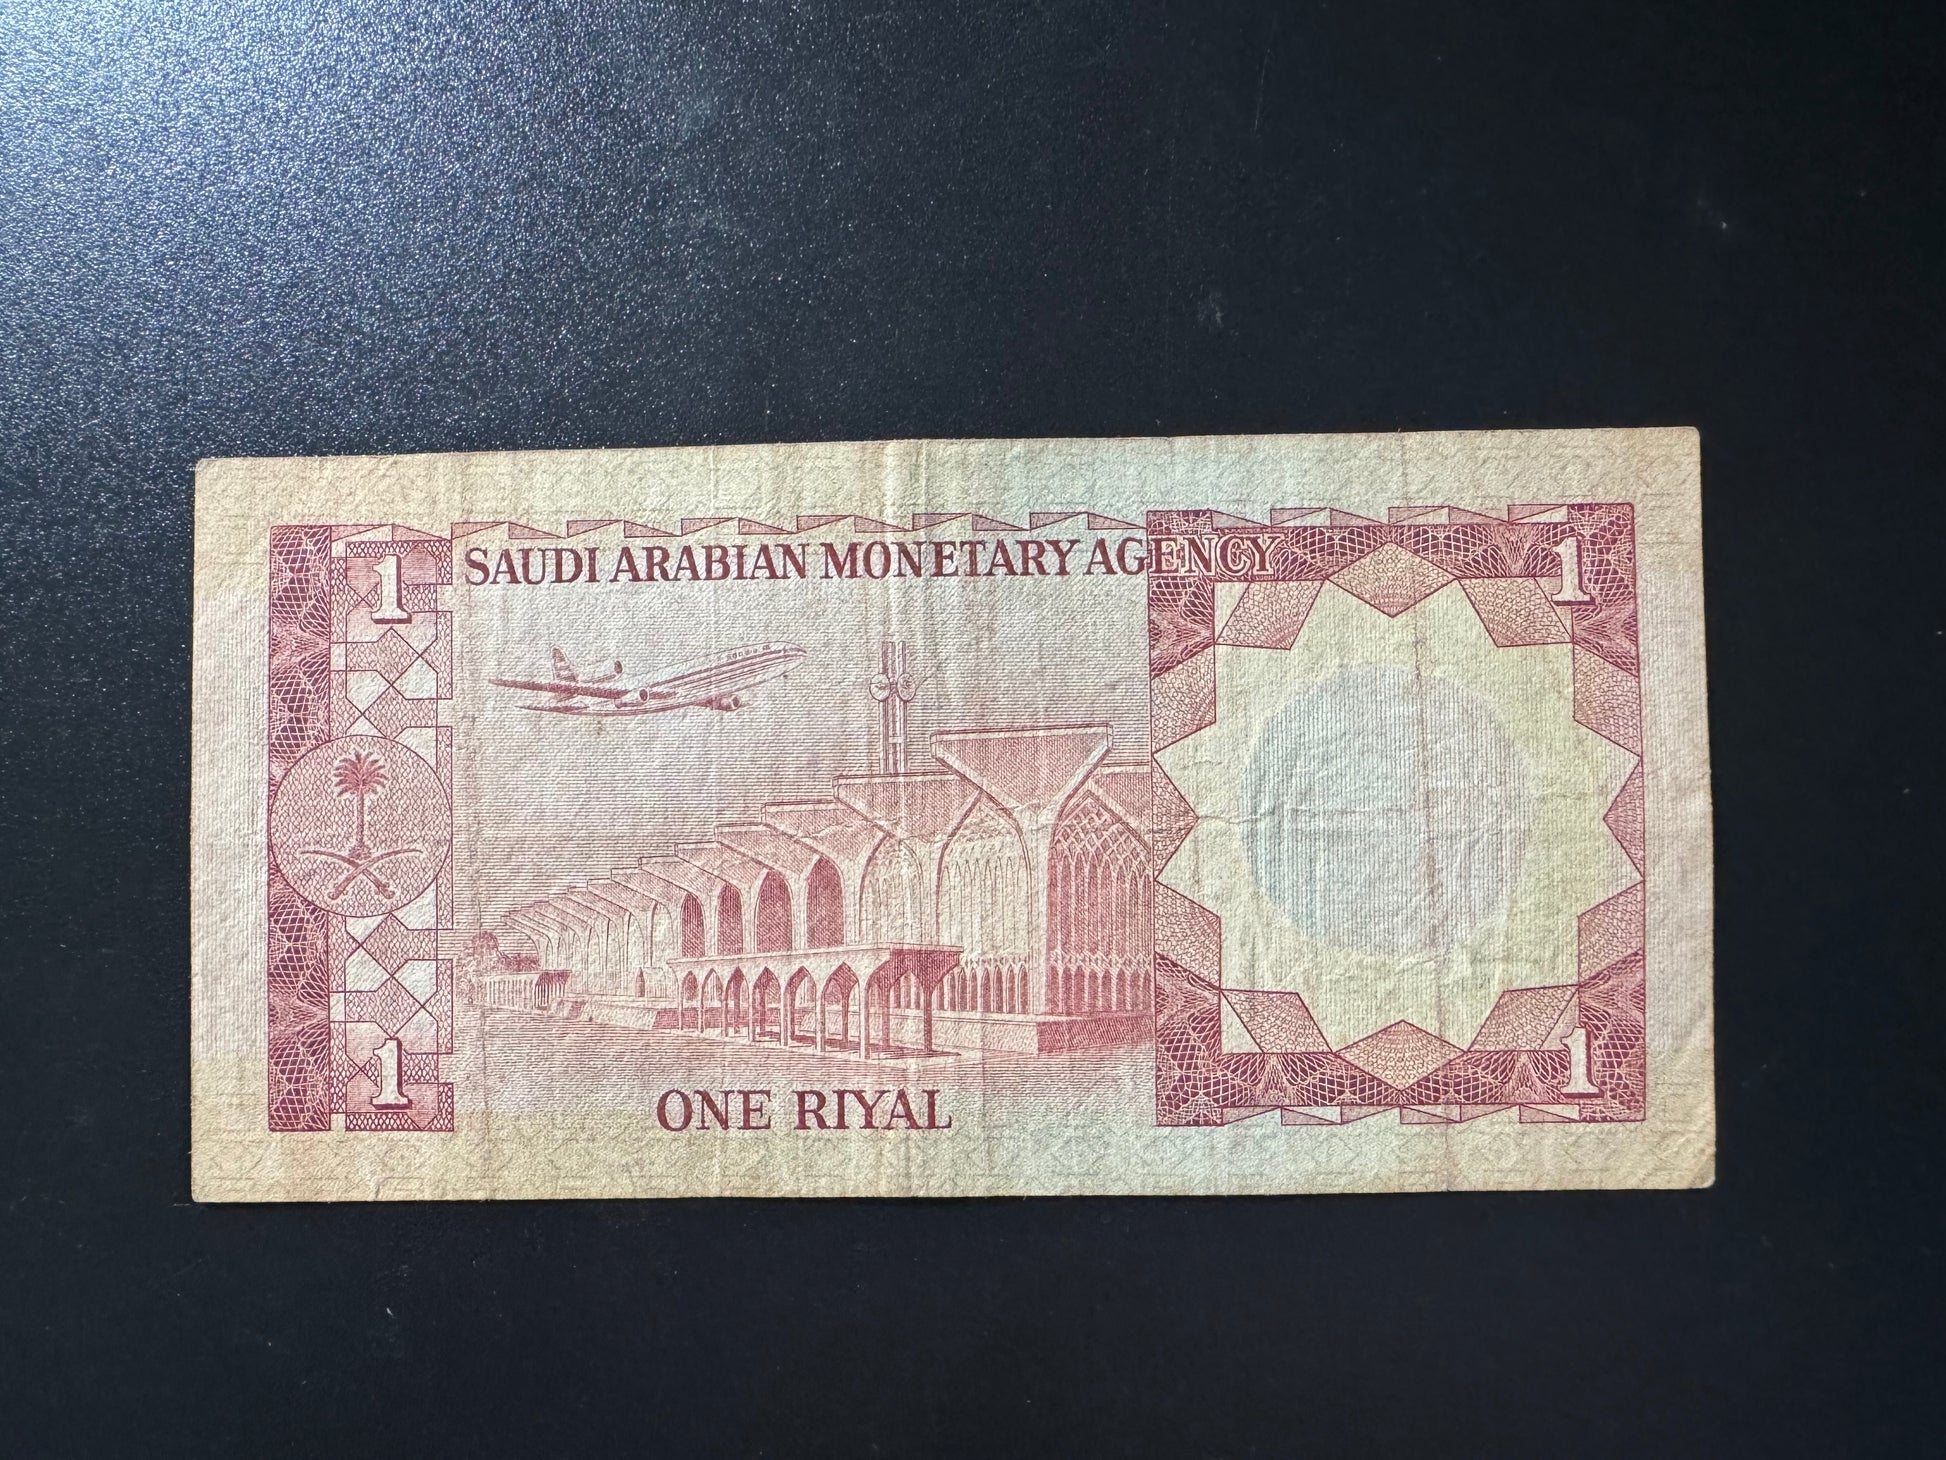 SAUDI ARABIAN MONETARY AGENCY
1 1
ONE RIYAL
1 1